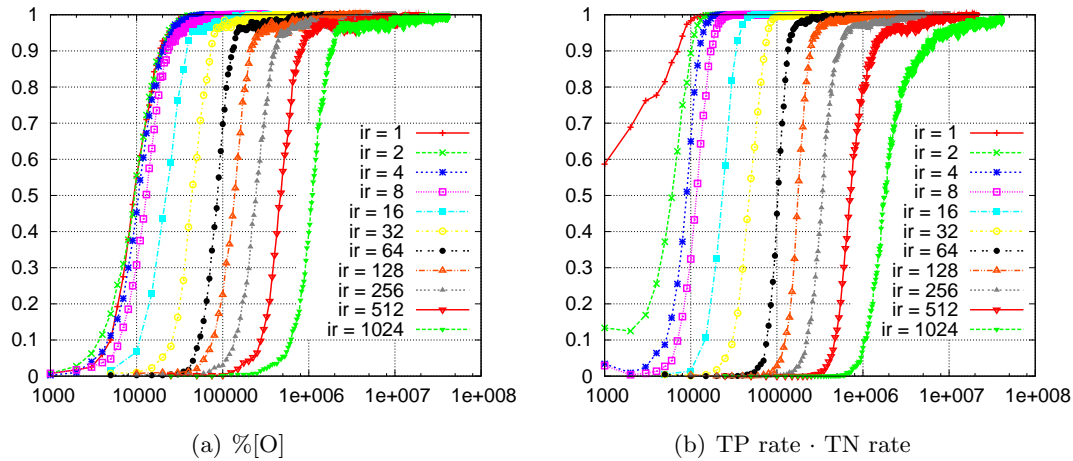 1
0.9
0.8
0.7
0.6
0.5
0.4
0.3
0.2
0.1
0
1000
10000
100000
1e+006
1e+007
1e+008
ir = 1
ir = 2
ir = 4
ir = 8
ir = 16
ir = 32
ir = 64
ir = 128
ir = 256
ir = 512
ir = 1024
(a) %[O]
1
0.9
0.8
0.7
0.6
0.5
0.4
0.3
0.2
0.1
0
1000
10000
100000
1e+006
1e+007
1e+008
ir = 1
ir = 2
ir = 4
ir = 8
ir = 16
ir = 32
ir = 64
ir = 128
ir = 256
ir = 512
ir = 1024
(b) TP rate · TN rate